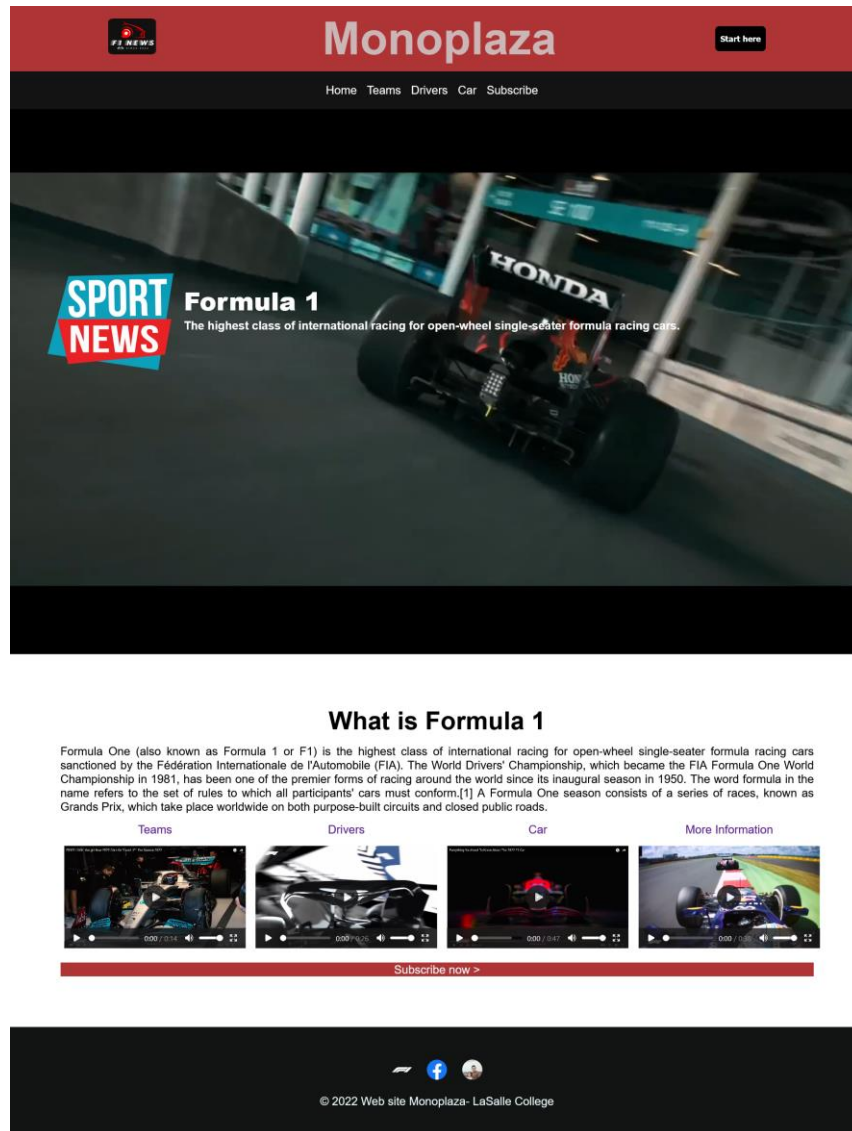 F1 NEWS
Monoplaza
Start here
Home Teams Drivers Car Subscribe
HONDA
SPORT
NEWS
Formula 1
The highest class of international racing for open-wheel single-seater formula racing cars.
HON
What is Formula 1
Formula One (also known as Formula 1 or F1) is the highest class of international racing for open-wheel single-seater formula racing cars
sanctioned by the Fédération Internationale de l'Automobile (FIA). The World Drivers' Championship, which became the FIA Formula One World
Championship in 1981, has been one of the premier forms of racing around the world since its inaugural season in 1950. The word formula in the
name refers to the set of rules to which all participants' cars must conform.[1] A Formula One season consists of a series of races, known as
Grands Prix, which take place worldwide on both purpose-built circuits and closed public roads.
Teams Drivers Car More Information
0:00 / 0:14
0:00
0:00 / 0:47
0:00
Subscribe now >
© 2022 Web site Monoplaza- LaSalle College